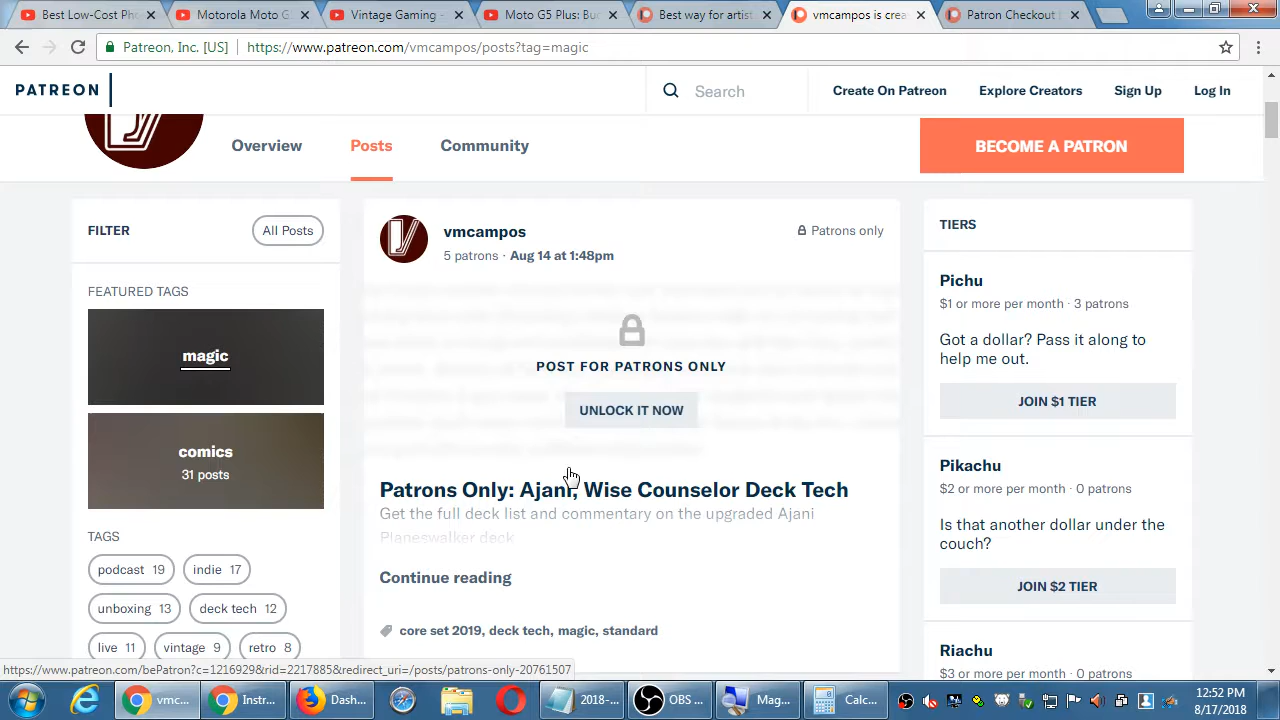 Best Low-Cost Ph
Motorola Moto G
Vintage Gaming -
Moto G5 Plus: Bu
Best way for artist
vmcampos is crea
Patron Checkout
Patreon, Inc. [US]
https://www.patreon.com/vmcampos/posts?tag=magic
PATREON
Search
Create On Patreon
Explore Creators
Sign Up
Log In
Overview
Posts
Community
BECOME A PATRON
FILTER
All Posts
FEATURED TAGS
magic
comics
31 posts
TAGS
podcast 19
indie 17
unboxing 13
deck tech 12
live 11
vintage 9
retro 8
vmcampos
Patrons only
5 patrons · Aug 14 at 1:48pm
POST FOR PATRONS ONLY
UNLOCK IT NOW
Patrons Only: Ajani, Wise Counselor Deck Tech
Get the full deck list and commentary on the upgraded Ajani
Planeswalker deck
Continue reading
core set 2019, deck tech, magic, standard
TIERS
Pichu
$1 or more per month · 3 patrons
Got a dollar? Pass it along to
help me out.
JOIN $1 TIER
Pikachu
$2 or more per month · 0 patrons
Is that another dollar under the
couch?
JOIN $2 TIER
Riachu
$3 or more per month · 0 patrons
https://www.patreon.com/bePatron?c=1216929&rid=2217885&redirect_uri=/posts/patrons-only-20761507
vmc...
Instr...
Dash...
2018-...
OBS ...
Mag...
Calc...
12:52 PM
8/17/2018